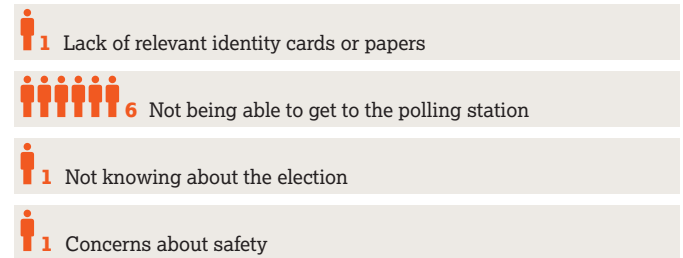 1 Lack of relevant identity cards or papers
6 Not being able to get to the polling station
1 Not knowing about the election
1 Concerns about safety